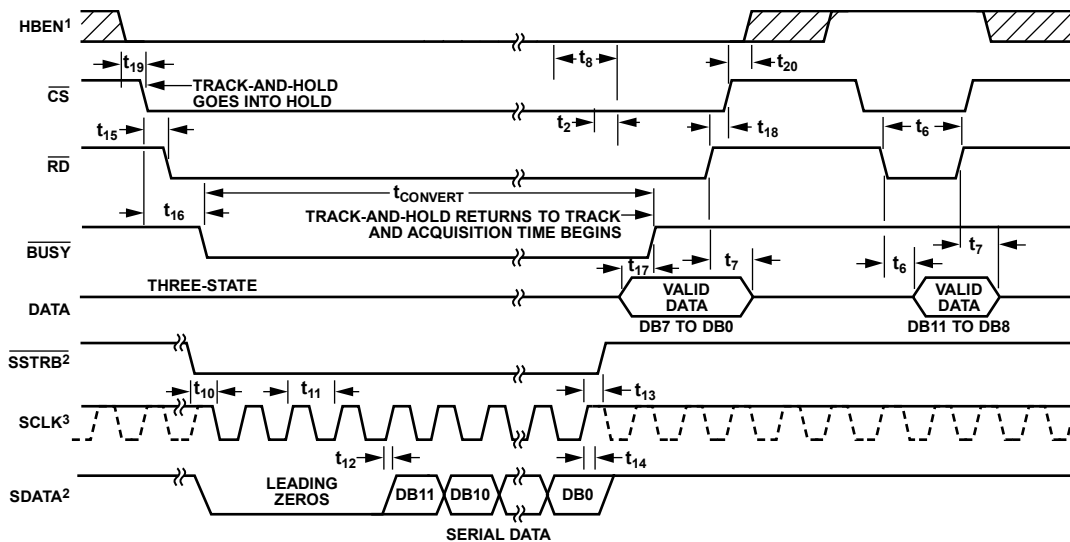 HBEN1
t19
t8
t20
TRACK-AND-HOLD
GOES INTO HOLD
CS
t15
t2
t18
t6
RD
tCONVERT
t16
TRACK-AND-HOLD RETURNS TO TRACK
AND ACQUISITION TIME BEGINS
BUSY
t17
t7
t6
t7
THREE-STATE
DATA
VALID
DATA
VALID
DATA
DB7 TO DB0
DB11 TO DB8
SSTRB2
t10
t11
t13
SCLK3
t12
t14
SDATA2
LEADING
ZEROS
DB11
DB10
DB0
SERIAL DATA